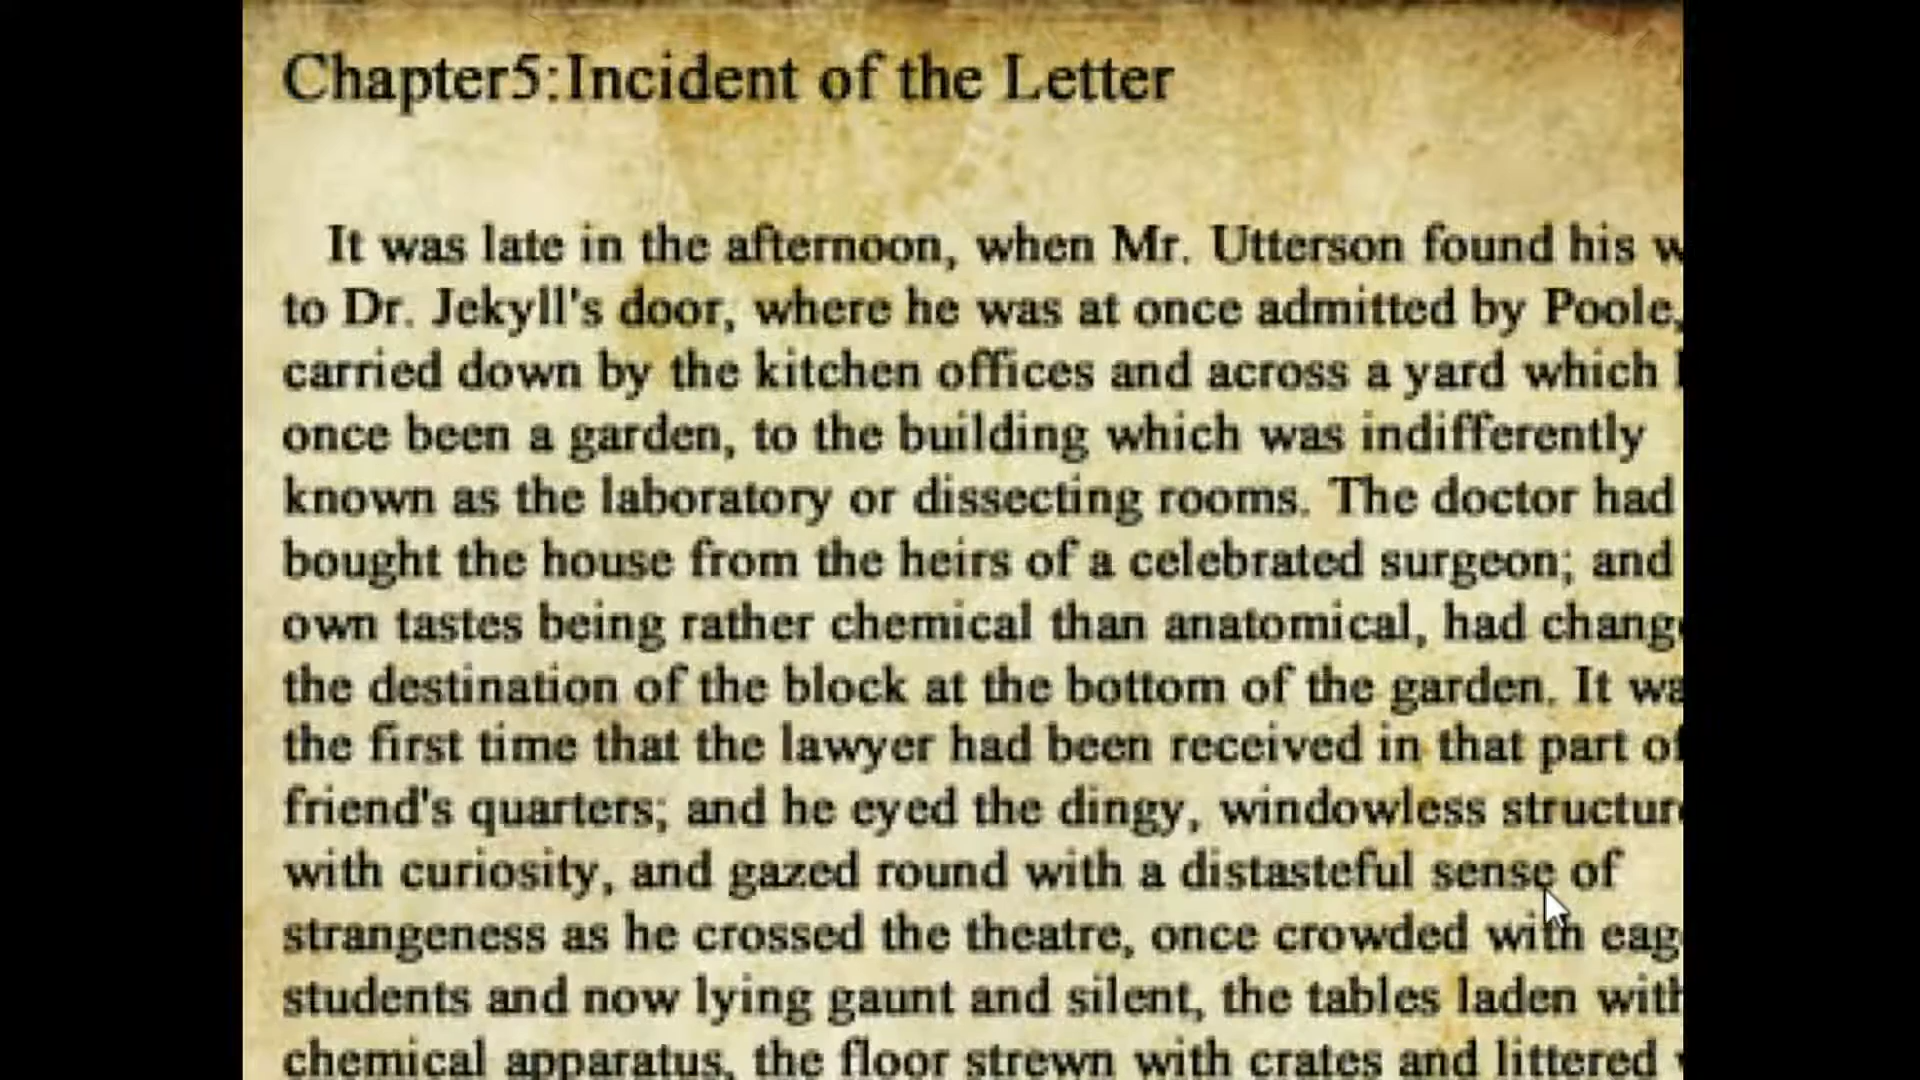 Chapter5:Incident of the Letter
It was late in the afternoon, when Mr. Utterson found his
to Dr. Jekyll's door, where he was at once admitted by Poole,
carried down by the kitchen offices and across a yard which
once been a garden, to the building which was indifferently
known as the laboratory or dissecting rooms. The doctor had
bought the house from the heirs of a celebrated surgeon; and
own tastes being rather chemical than anatomical, had
the destination of the block at the bottom of the garden. It
the first time that the lawyer had been received in that part of
friend's quarters; and he eyed the dingy, windowless
with curiosity, and gazed round with a distasteful sense of
strangeness as he crossed the theatre, once crowded with
students and now lying gaunt and silent, the tables laden with
chemical apparatus, the floor strewn with crates and littered